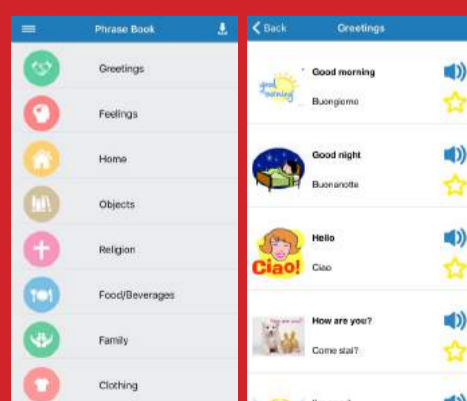 Phrase Book
Greetings
Feelings
Home
Objects
Religion
Food/Beverages
Family
Clothing
Back
Greetings
good
morning
Good morning
Buongiorno
Good night
Buonanotte
Ciao!
Hello
Ciao
How are you?
Come stai?